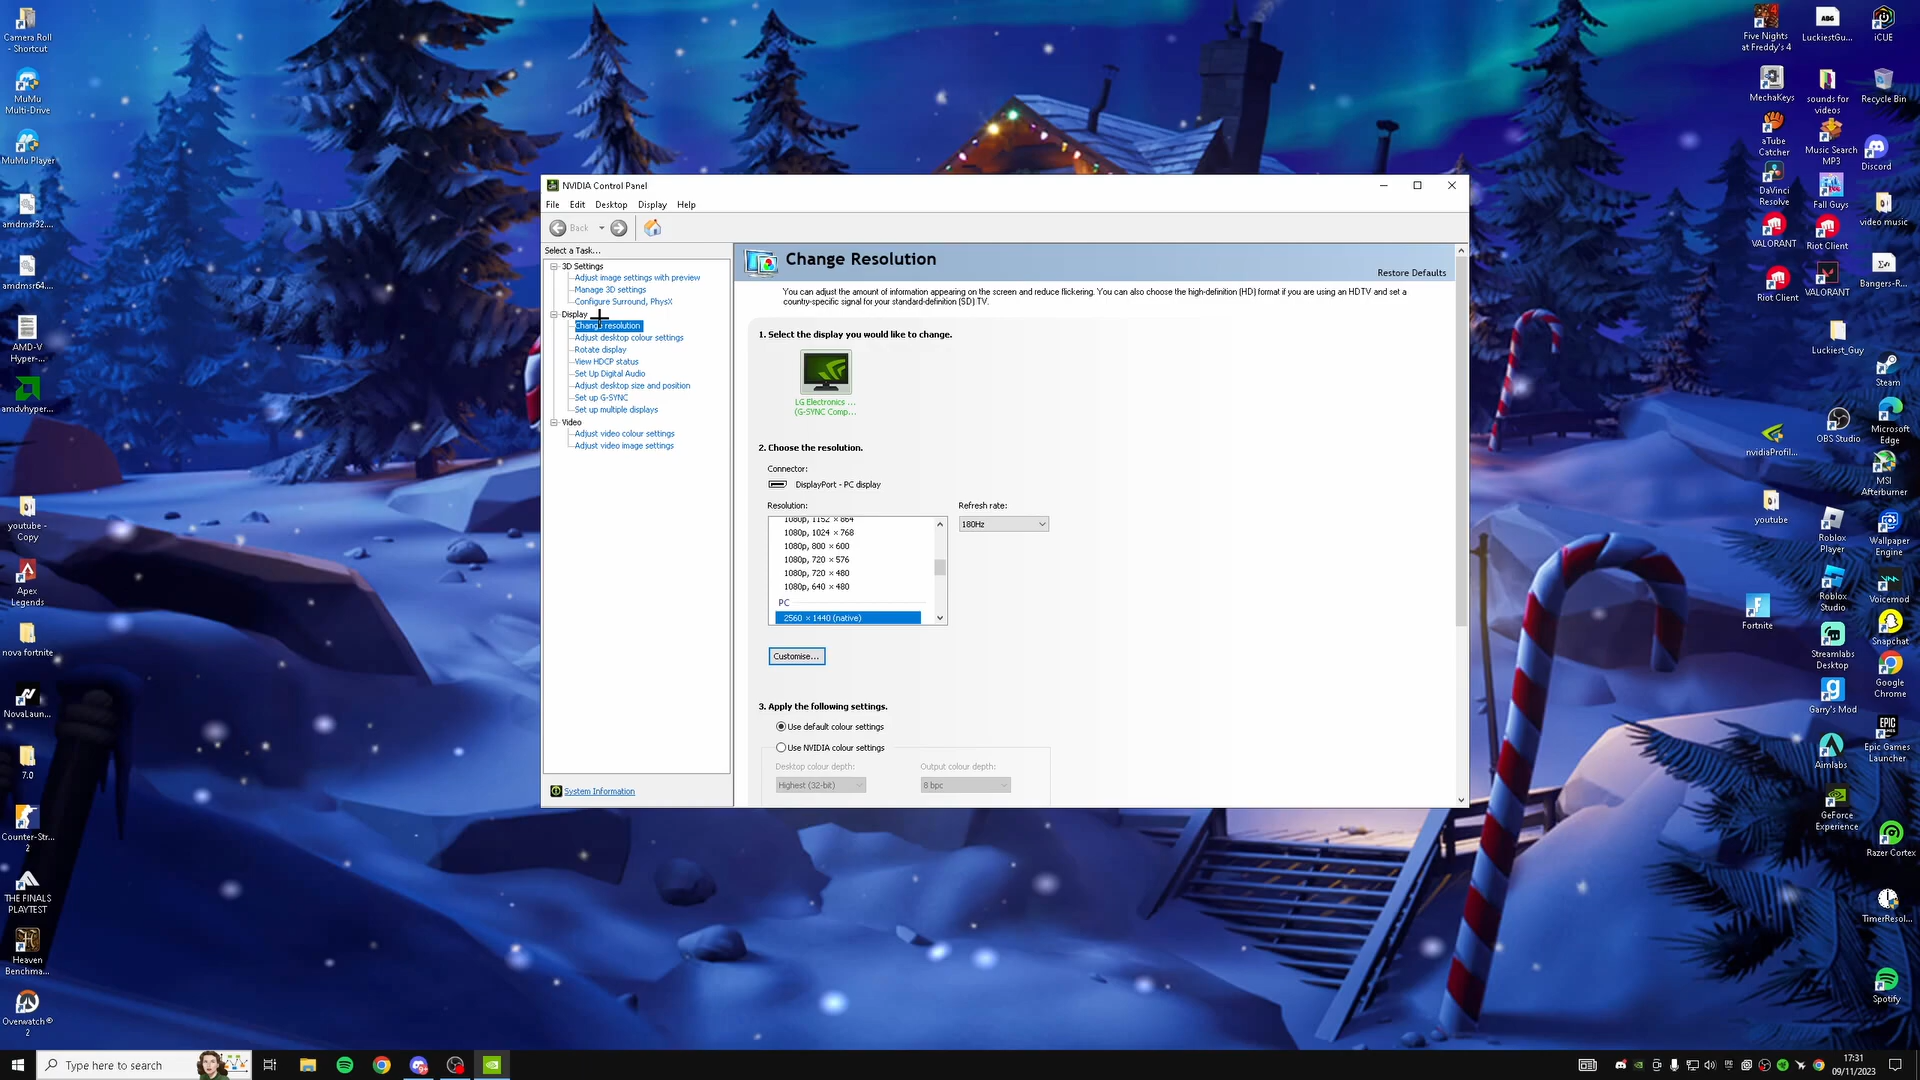 Camera Roll
- Shortcut
MuMu
Multi-Drive
MuMu Player
amdmsr32....
amdmsr64....
AMD-V
Hyper-...
amdvhyper...
youtube -
Copy
Apex
Legends
nova fortnite
NovaLaun...
7.0
Counter-Str...
2
THE FINALS
PLAYTEST
Heaven
Benchma...
Overwatch®
2
NVIDIA Control Panel
File Edit Desktop Display Help
Back
Select a Task...
3D Settings
Adjust image settings with preview
Manage 3D settings
Configure Surround, PhysX
Display
Change resolution
Adjust desktop colour settings
Rotate display
View HDCP status
Set Up Digital Audio
Adjust desktop size and position
Set up G-SYNC
Set up multiple displays
Video
Adjust video colour settings
Adjust video image settings
System Information
Change Resolution
Restore Defaults
You can adjust the amount of information appearing on the screen and reduce flickering. You can also choose the high-definition (HD) format if you are using an HDTV and set a
country-specific signal for your standard-definition (SD) TV.
1. Select the display you would like to change.
LG Electronics ...
(G-SYNC Comp...
2. Choose the resolution.
Connector:
DisplayPort - PC display
Resolution:
Refresh rate:
1080p, 1152 × 864
180Hz
1080p, 1024 × 768
1080p, 800 × 600
1080p, 720 × 576
1080p, 720 × 480
1080p, 640 × 480
PC
2560 × 1440 (native)
Customise...
3. Apply the following settings.
Use default colour settings
Use NVIDIA colour settings
Desktop colour depth:
Output colour depth:
Highest (32-bit)
8 bpc
Five Nights
at Freddy's 4
ABG
LuckiestGu...
iCUE
MechaKeys
sounds for
videos
Recycle Bin
aTube
Catcher
Music Search
MP3
Discord
DaVinci
Resolve
Fall Guys
video music
VALORANT
Riot Client
Riot Client
VALORANT
Bangers-R...
Luckiest_Guy
Steam
nvidiaProfil...
OBS Studio
Microsoft
Edge
MSI
Afterburner
youtube
Roblox
Player
Wallpaper
Engine
Roblox
Studio
Voicemod
Fortnite
Streamlabs
Desktop
Snapchat
Google
Chrome
Garry's Mod
EPIC
GAMES
Epic Games
Launcher
Aimlabs
GeForce
Experience
Razer Cortex
TimerResol...
Spotify
Type here to search
17:31
09/11/2023